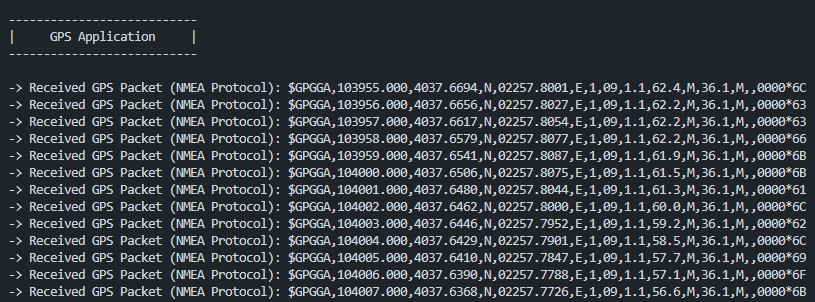 ---------------------------
|     GPS Application     |
---------------------------
-> Received GPS Packet (NMEA Protocol): $GPGGA,103955.000,4037.6694,N,02257.8001,E,1,09,1.1,62.4,M,36.1,M,,0000*6C
-> Received GPS Packet (NMEA Protocol): $GPGGA,103956.000,4037.6656,N,02257.8027,E,1,09,1.1,62.2,M,36.1,M,,0000*63
-> Received GPS Packet (NMEA Protocol): $GPGGA,103957.000,4037.6617,N,02257.8054,E,1,09,1.1,62.2,M,36.1,M,,0000*63
-> Received GPS Packet (NMEA Protocol): $GPGGA,103958.000,4037.6579,N,02257.8077,E,1,09,1.1,62.2,M,36.1,M,,0000*66
-> Received GPS Packet (NMEA Protocol): $GPGGA,103959.000,4037.6541,N,02257.8087,E,1,09,1.1,61.9,M,36.1,M,,0000*6B
-> Received GPS Packet (NMEA Protocol): $GPGGA,104000.000,4037.6506,N,02257.8075,E,1,09,1.1,61.5,M,36.1,M,,0000*6B
-> Received GPS Packet (NMEA Protocol): $GPGGA,104001.000,4037.6480,N,02257.8044,E,1,09,1.1,61.3,M,36.1,M,,0000*61
-> Received GPS Packet (NMEA Protocol): $GPGGA,104002.000,4037.6462,N,02257.8000,E,1,09,1.1,60.0,M,36.1,M,,0000*6C
-> Received GPS Packet (NMEA Protocol): $GPGGA,104003.000,4037.6446,N,02257.7952,E,1,09,1.1,59.2,M,36.1,M,,0000*62
-> Received GPS Packet (NMEA Protocol): $GPGGA,104004.000,4037.6429,N,02257.7901,E,1,09,1.1,58.5,M,36.1,M,,0000*6C
-> Received GPS Packet (NMEA Protocol): $GPGGA,104005.000,4037.6410,N,02257.7847,E,1,09,1.1,57.7,M,36.1,M,,0000*69
-> Received GPS Packet (NMEA Protocol): $GPGGA,104006.000,4037.6390,N,02257.7788,E,1,09,1.1,57.1,M,36.1,M,,0000*6F
-> Received GPS Packet (NMEA Protocol): $GPGGA,104007.000,4037.6368,N,02257.7726,E,1,09,1.1,56.6,M,36.1,M,,0000*6B